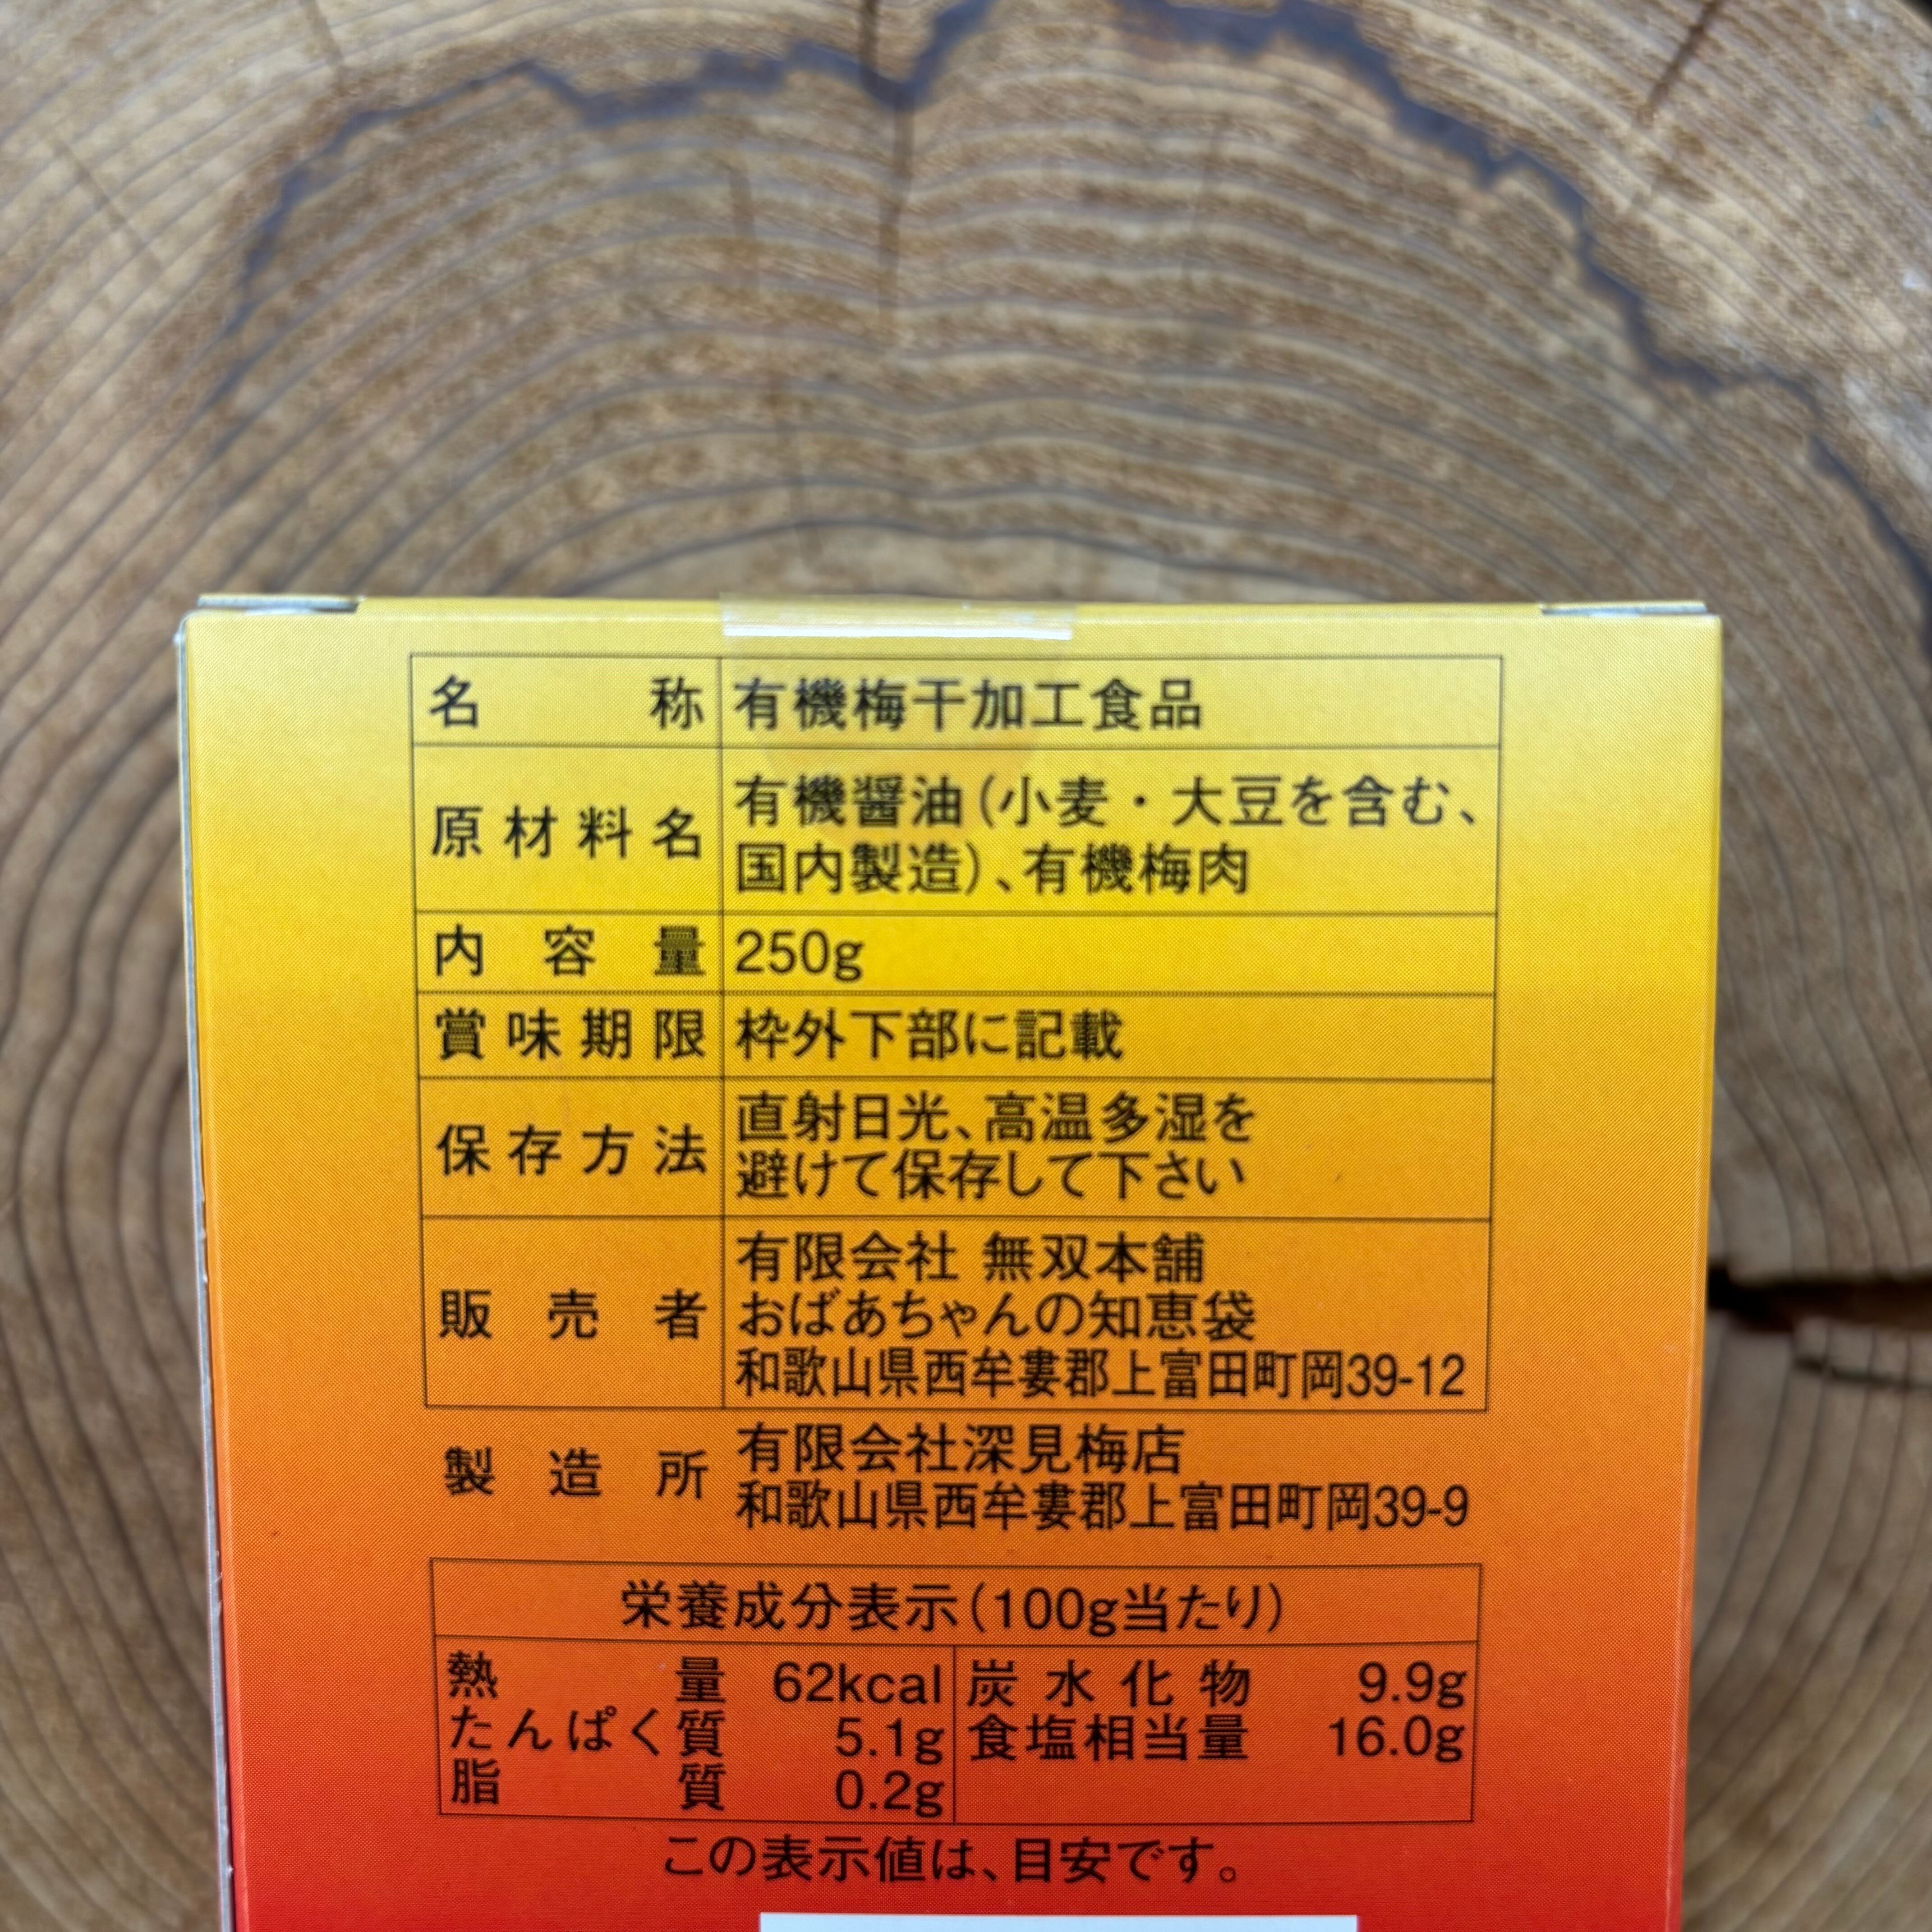 名称 有機梅干加工食品
原材料名 有機醤油(小麦・大豆を含む、
国内製造)、有機梅肉
内容量 250g
賞味期限 枠外下部に記載
保存方法 直射日光、高温多湿を
避けて保存して下さい
販売者 有限会社 無双本舗
おばあちゃんの知恵袋
和歌山県西牟婁郡上富田町岡39-12
製造所 有限会社深見梅店
和歌山県西牟婁郡上富田町岡39-9
栄養成分表示(100g当たり)
熱量 62kcal 炭水化物 9.9g
たんぱく質 5.1g 食塩相当量 16.0g
脂質 0.2g
この表示値は、目安です。